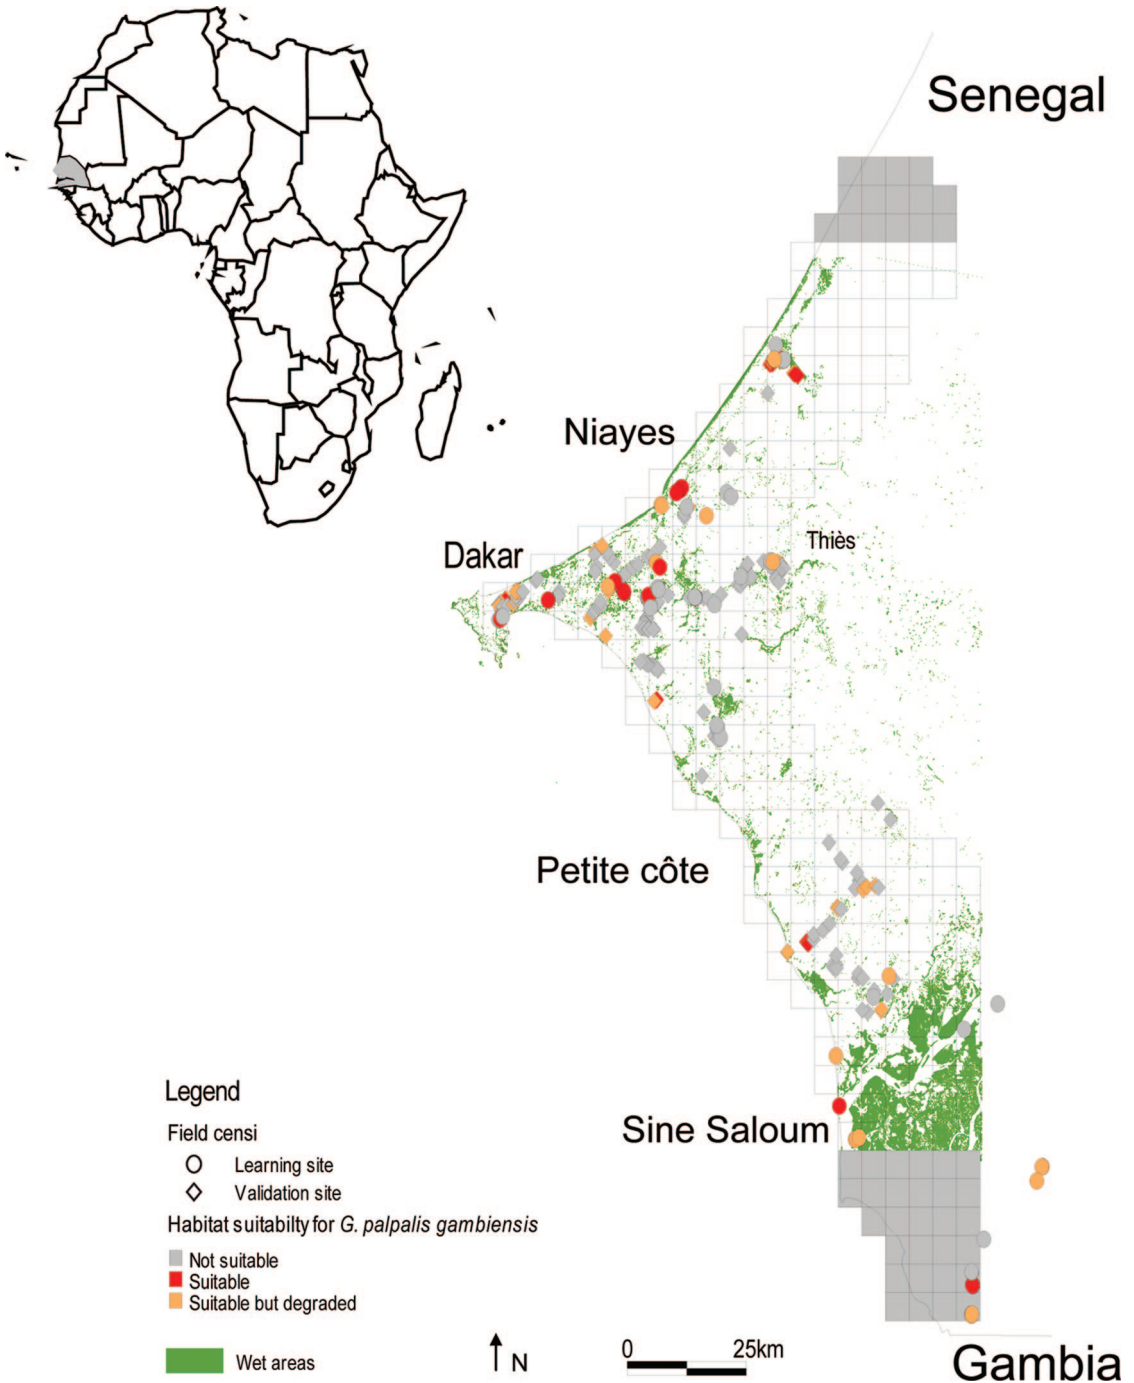 Senegal
Niayes
Dakar
Thiès
Petite côte
Sine Saloum
Legend
Field censi
Learning site
Validation site
Habitat suitabilty for G. palpalis gambiensis
Not suitable
Suitable
Suitable but degraded
Wet areas
N
0 25km
Gambia